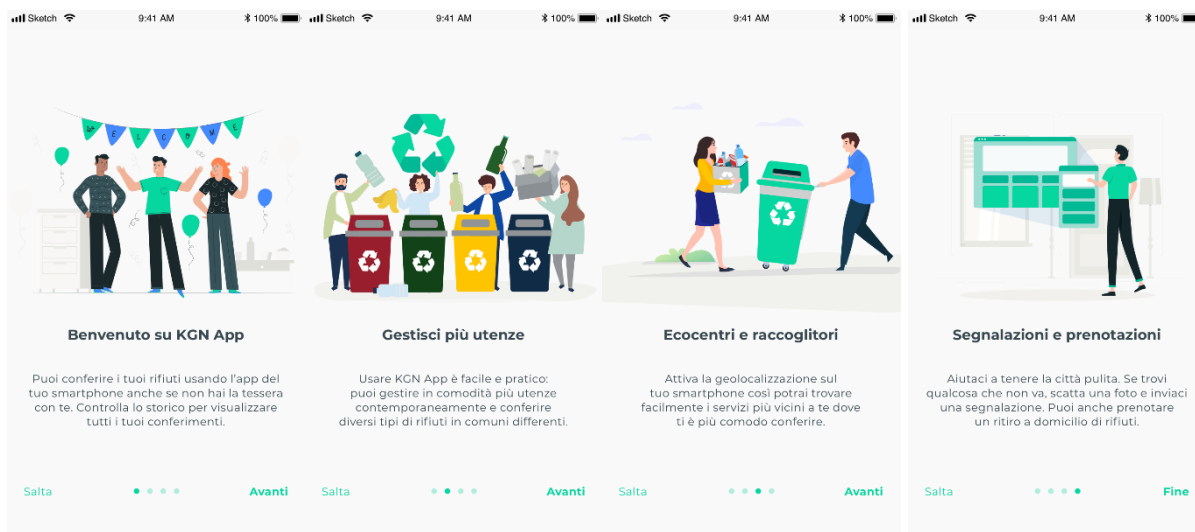 Sketch 9:41 AM 100%
WELCOME
Benvenuto su KGN App
Puoi conferire i tuoi rifiuti usando l'app del
tuo smartphone anche se non hai la tessera
con te. Controlla lo storico per visualizzare
tutti i tuoi conferimenti.
Salta Avanti
Sketch 9:41 AM 100%
Gestisci più utenze
Usare KGN App è facile e pratico:
puoi gestire in comodità più utenze
contemporaneamente e conferire
diversi tipi di rifiuti in comuni differenti.
Salta Avanti
Sketch 9:41 AM 100%
Ecocentri e raccoglitori
Attiva la geolocalizzazione sul
tuo smartphone così potrai trovare
facilmente i servizi più vicini a te dove
ti è più comodo conferire.
Salta Avanti
Sketch 9:41 AM 100%
Segnalazioni e prenotazioni
Aiutaci a tenere la città pulita. Se trovi
qualcosa che non va, scatta una foto e inviaci
una segnalazione. Puoi anche prenotare
un ritiro a domicilio di rifiuti.
Salta Fine